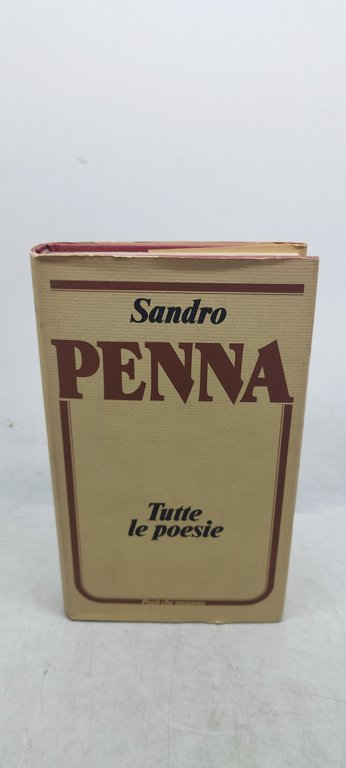 Sandro
PENNA
Tutte
le poesie